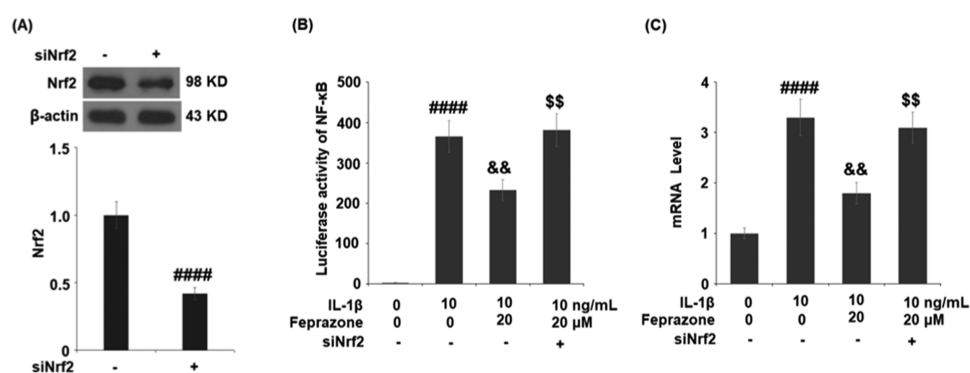 (A)
siNrf2 - +
Nrf2 98 KD
β-actin 43 KD
1.5
1.0
0.5
0
Nrf2
####
siNrf2 - +
(B)
500
400
300
200
100
0
Luciferase activity of NF-κB
####
&&
$$
IL-1β 0 10 10 10 ng/mL
Feprazone 0 0 20 20 μM
siNrf2 - - - +
(C)
4
3
2
1
0
mRNA Level
####
&&
$$
IL-1β 0 10 10 10 ng/mL
Feprazone 0 0 20 20 μM
siNrf2 - - - +